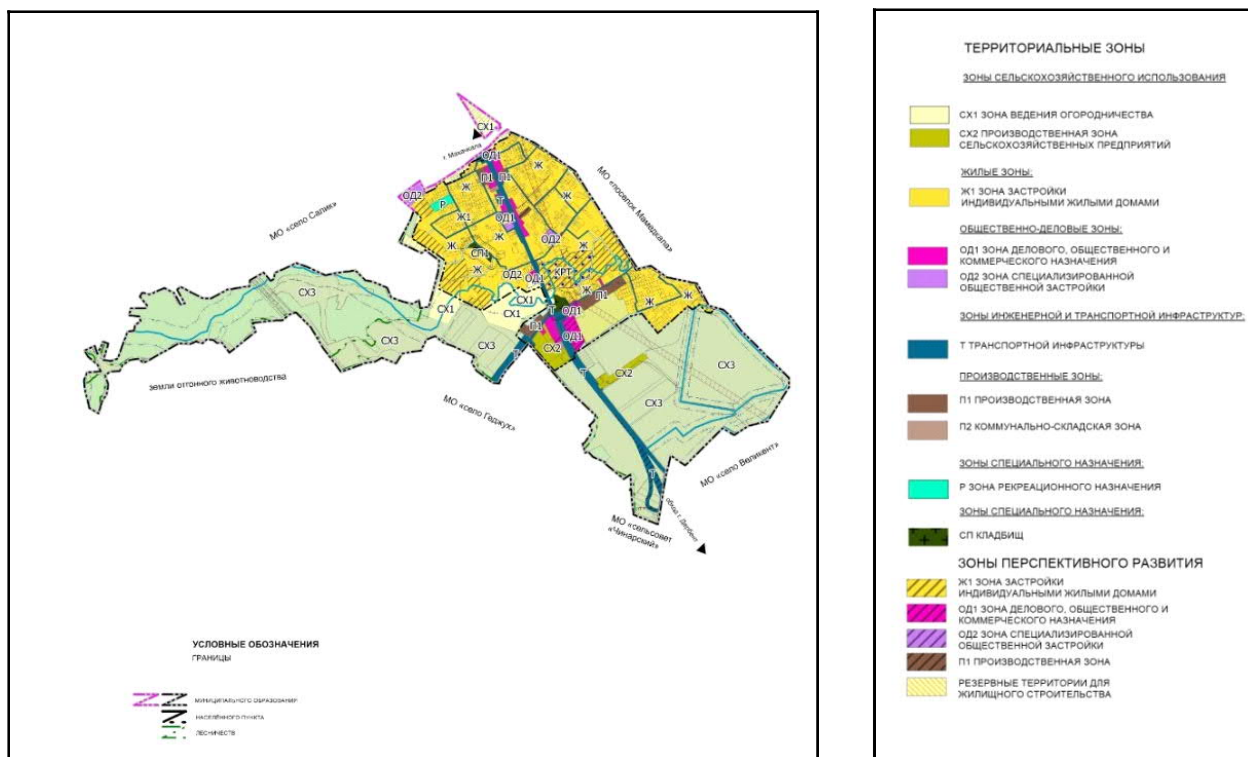 СХ1
г. Махачкала
ОД1
П1
П1
Ж
Ж
Ж
МО «поселок Мамедкала»
ОД2
Р
Т
Ж
Ж
Ж1
ОД1
МО «село Салик»
Ж
СП1
ОД2
Ж
Ж
ОД2
ОД1
КРТ
Ж
Ж
Ж
П1
СХ3
СХ1
СХ1
СХ1
Т
ОД1
П1
ОД1
СХ2
СХ3
СХ3
Т
Т
СХ2
СХ3
СХ3
земли отгонного животноводства
МО «село Геджух»
МО «село Великент»
Т
обход г. Дербент
МО «сельсовет
«Чинарский»
УСЛОВНЫЕ ОБОЗНАЧЕНИЯ
ГРАНИЦЫ
МУНИЦИПАЛЬНОГО ОБРАЗОВАНИЯ
НАСЕЛЁННОГО ПУНКТА
ЛЕСНИЧЕСТВ
ТЕРРИТОРИАЛЬНЫЕ ЗОНЫ
ЗОНЫ СЕЛЬСКОХОЗЯЙСТВЕННОГО ИСПОЛЬЗОВАНИЯ
СХ1 ЗОНА ВЕДЕНИЯ ОГОРОДНИЧЕСТВА
СХ2 ПРОИЗВОДСТВЕННАЯ ЗОНА
СЕЛЬСКОХОЗЯЙСТВЕННЫХ ПРЕДПРИЯТИЙ
ЖИЛЫЕ ЗОНЫ:
Ж1 ЗОНА ЗАСТРОЙКИ
ИНДИВИДУАЛЬНЫМИ ЖИЛЫМИ ДОМАМИ
ОБЩЕСТВЕННО-ДЕЛОВЫЕ ЗОНЫ:
ОД1 ЗОНА ДЕЛОВОГО, ОБЩЕСТВЕННОГО И
КОММЕРЧЕСКОГО НАЗНАЧЕНИЯ
ОД2 ЗОНА СПЕЦИАЛИЗИРОВАННОЙ
ОБЩЕСТВЕННОЙ ЗАСТРОЙКИ
ЗОНЫ ИНЖЕНЕРНОЙ И ТРАНСПОРТНОЙ ИНФРАСТРУКТУР:
Т ТРАНСПОРТНОЙ ИНФРАСТРУКТУРЫ
ПРОИЗВОДСТВЕННЫЕ ЗОНЫ:
П1 ПРОИЗВОДСТВЕННАЯ ЗОНА
П2 КОММУНАЛЬНО-СКЛАДСКАЯ ЗОНА
ЗОНЫ СПЕЦИАЛЬНОГО НАЗНАЧЕНИЯ:
Р ЗОНА РЕКРЕАЦИОННОГО НАЗНАЧЕНИЯ
ЗОНЫ СПЕЦИАЛЬНОГО НАЗНАЧЕНИЯ:
СП КЛАДБИЩ
ЗОНЫ ПЕРСПЕКТИВНОГО РАЗВИТИЯ
Ж1 ЗОНА ЗАСТРОЙКИ
ИНДИВИДУАЛЬНЫМИ ЖИЛЫМИ ДОМАМИ
ОД1 ЗОНА ДЕЛОВОГО, ОБЩЕСТВЕННОГО И
КОММЕРЧЕСКОГО НАЗНАЧЕНИЯ
ОД2 ЗОНА СПЕЦИАЛИЗИРОВАННОЙ
ОБЩЕСТВЕННОЙ ЗАСТРОЙКИ
П1 ПРОИЗВОДСТВЕННАЯ ЗОНА
РЕЗЕРВНЫЕ ТЕРРИТОРИИ ДЛЯ
ЖИЛИЩНОГО СТРОИТЕЛЬСТВА